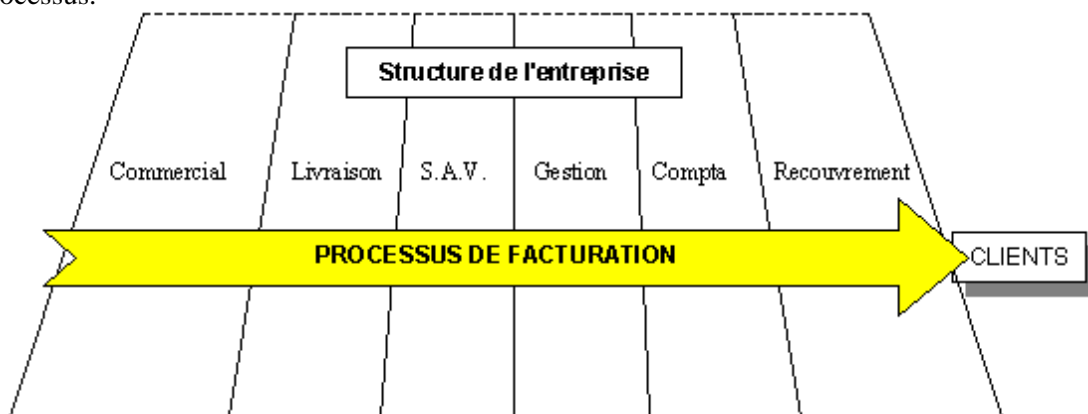 ocessus.
Structure de l'entreprise
Commercial Livraison S.A.V. Gestion Compta Recouvrement
PROCESSUS DE FACTURATION
CLIENTS